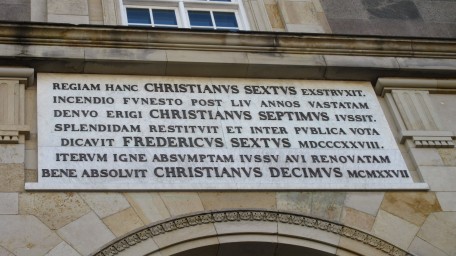 REGIAM HANC CHRISTIANVS SEXTVS EXSTRVXIT.
INCENDIO FVNESTO POST LIV ANNOS VASTATAM
DENVO ERIGI CHRISTIANVS SEPTIMVS IVSSIT.
SPLENDIDAM RESTITVIT ET INTER PVBLICA VOTA
DICAVIT FREDERICVS SEXTVS MDCCCXXVIII.
ITERVM IGNE ABSVMPTAM IVSSV AVI RENOVATAM
BENE ABSOLVIT CHRISTIANVS DECIMVS MCMXXVII